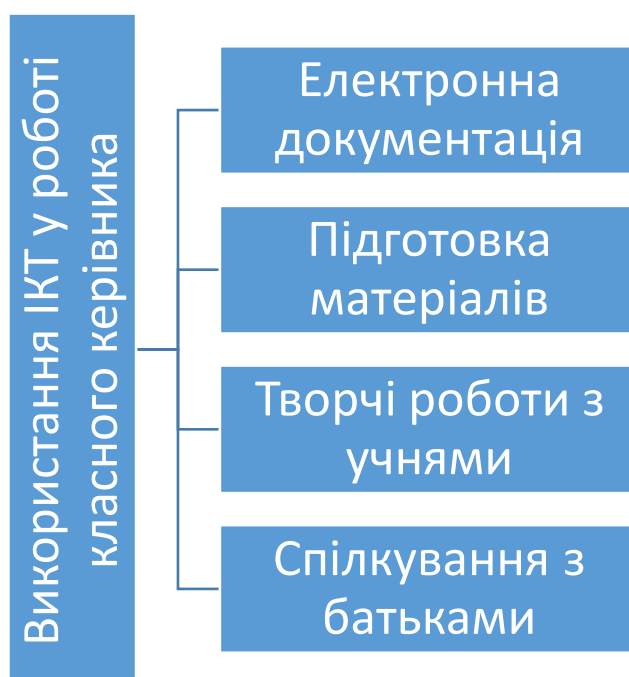 Використання ІКТ у роботі
класного керівника
Електронна
документація
Підготовка
матеріалів
Творчі роботи з
учнями
Спілкування з
батьками